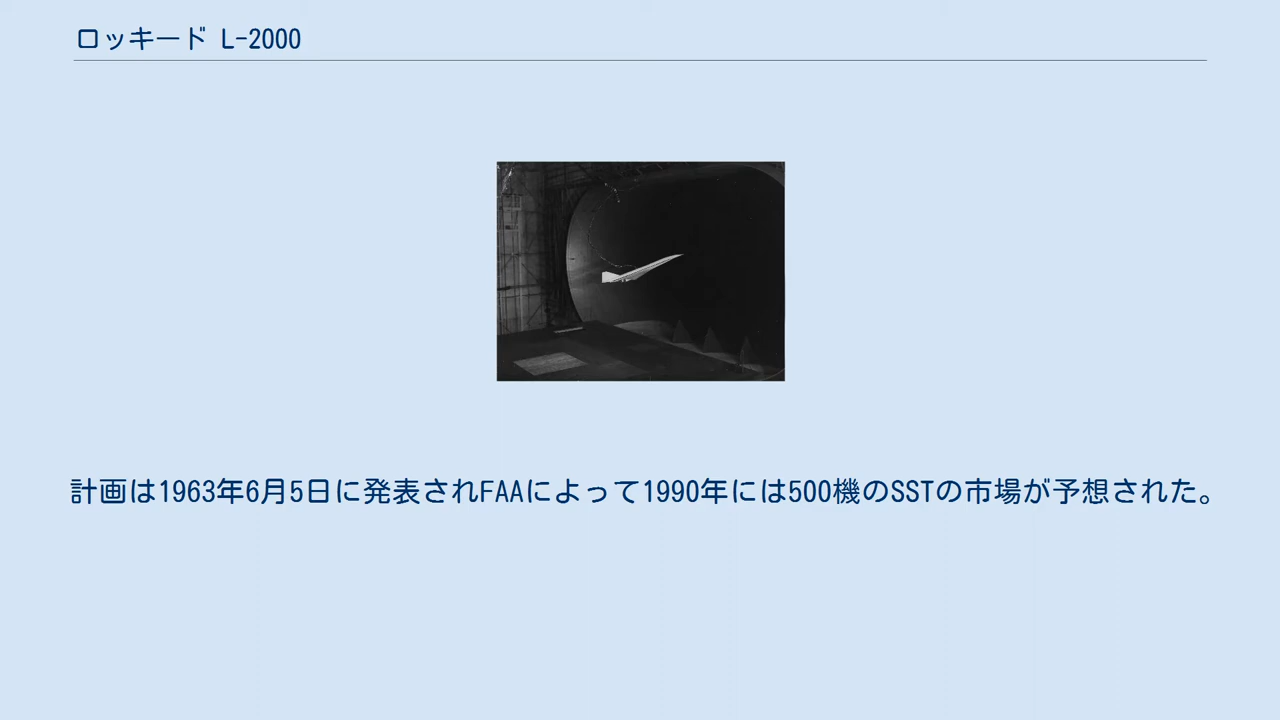 ロッキード L-2000
計画は1963年6月5日に発表されFAAによって1990年には500機のSSTの市場が予想された。